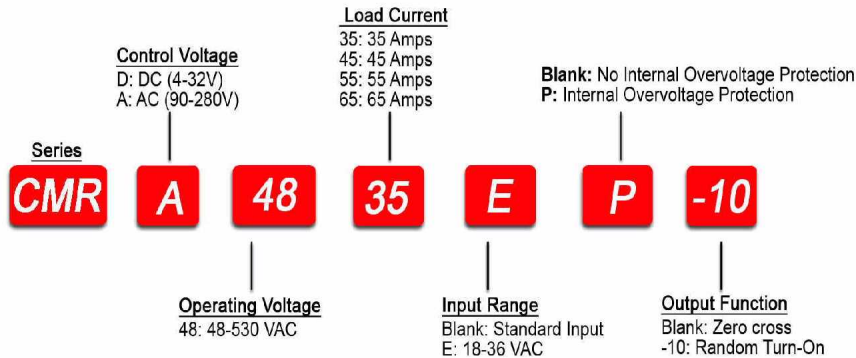 Load Current
35: 35 Amps
45: 45 Amps
55: 55 Amps
65: 65 Amps
Control Voltage
D: DC (4-32V)
A: AC (90-280V)
Blank: No Internal Overvoltage Protection
P: Internal Overvoltage Protection
Series
CMR A 48 35 E P -10
Operating Voltage
48: 48-530 VAC
Input Range
Blank: Standard Input
E: 18-36 VAC
Output Function
Blank: Zero cross
-10: Random Turn-On